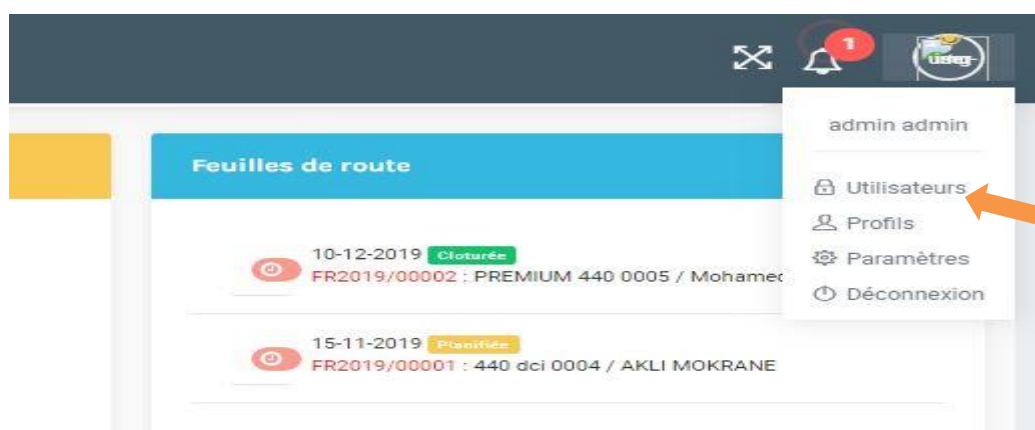 1
admin admin
Feuilles de route
Utilisateurs
Profils
Paramètres
Déconnexion
10-12-2019 Cloturée
FR2019/00002 : PREMIUM 440 0005 / Mohamed
15-11-2019 Planifiée
FR2019/00001 : 440 dci 0004 / AKLI MOKRANE